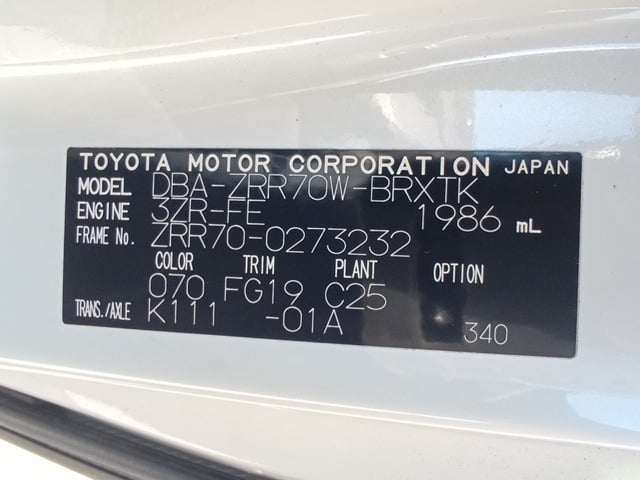 TOYOTA MOTOR CORPORATION JAPAN
MODEL DBA-ZRR70W-BRXTK
ENGINE 3ZR-FE 1986 mL
FRAME No. ZRR70-0273232
COLOR TRIM PLANT OPTION
070 FG19 C25
TRANS./AXLE K111 -01A 340